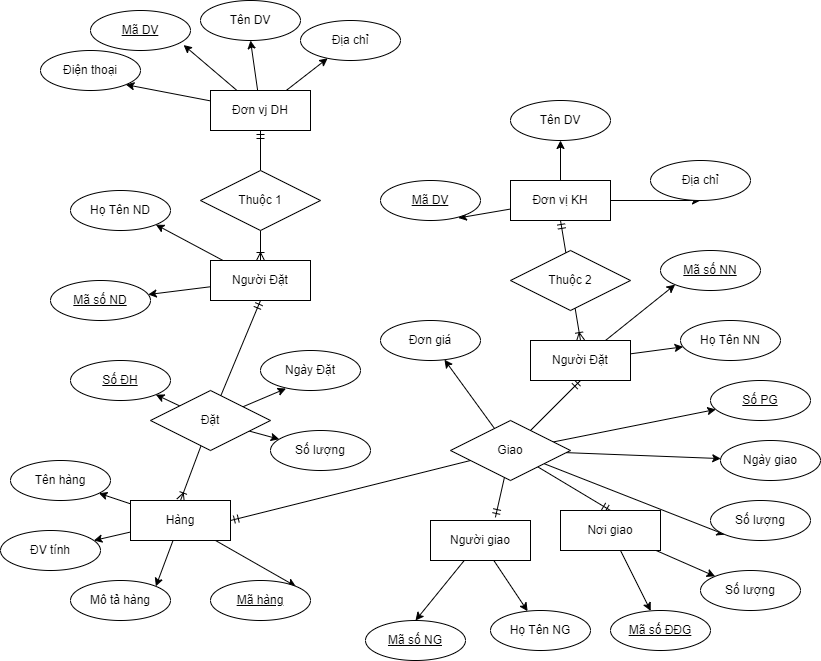 Tên DV
Mã DV
Địa chỉ
Điện thoại
Đơn vị DH
Tên DV
Thuộc 1
Địa chỉ
Mã DV
Đơn vị KH
Họ Tên ND
Mã số NN
Người Đặt
Thuộc 2
Mã số ND
Đơn giá
Họ Tên NN
Người Đặt
Ngày Đặt
Số ĐH
Số PG
Đặt
Số lượng
Giao
Ngày giao
Tên hàng
Hàng
Số lượng
Nơi giao
Người giao
ĐV tính
Số lượng
Mô tả hàng
Mã hàng
Mã số NG
Họ Tên NG
Mã số ĐĐG